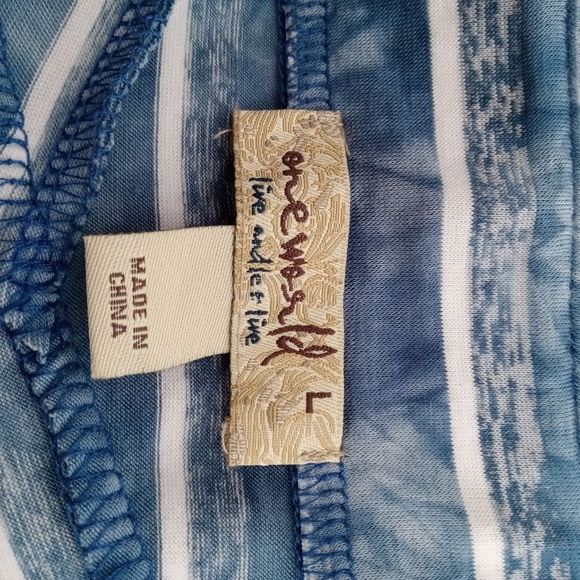 one world
live and let live
L
MADE IN
CHINA